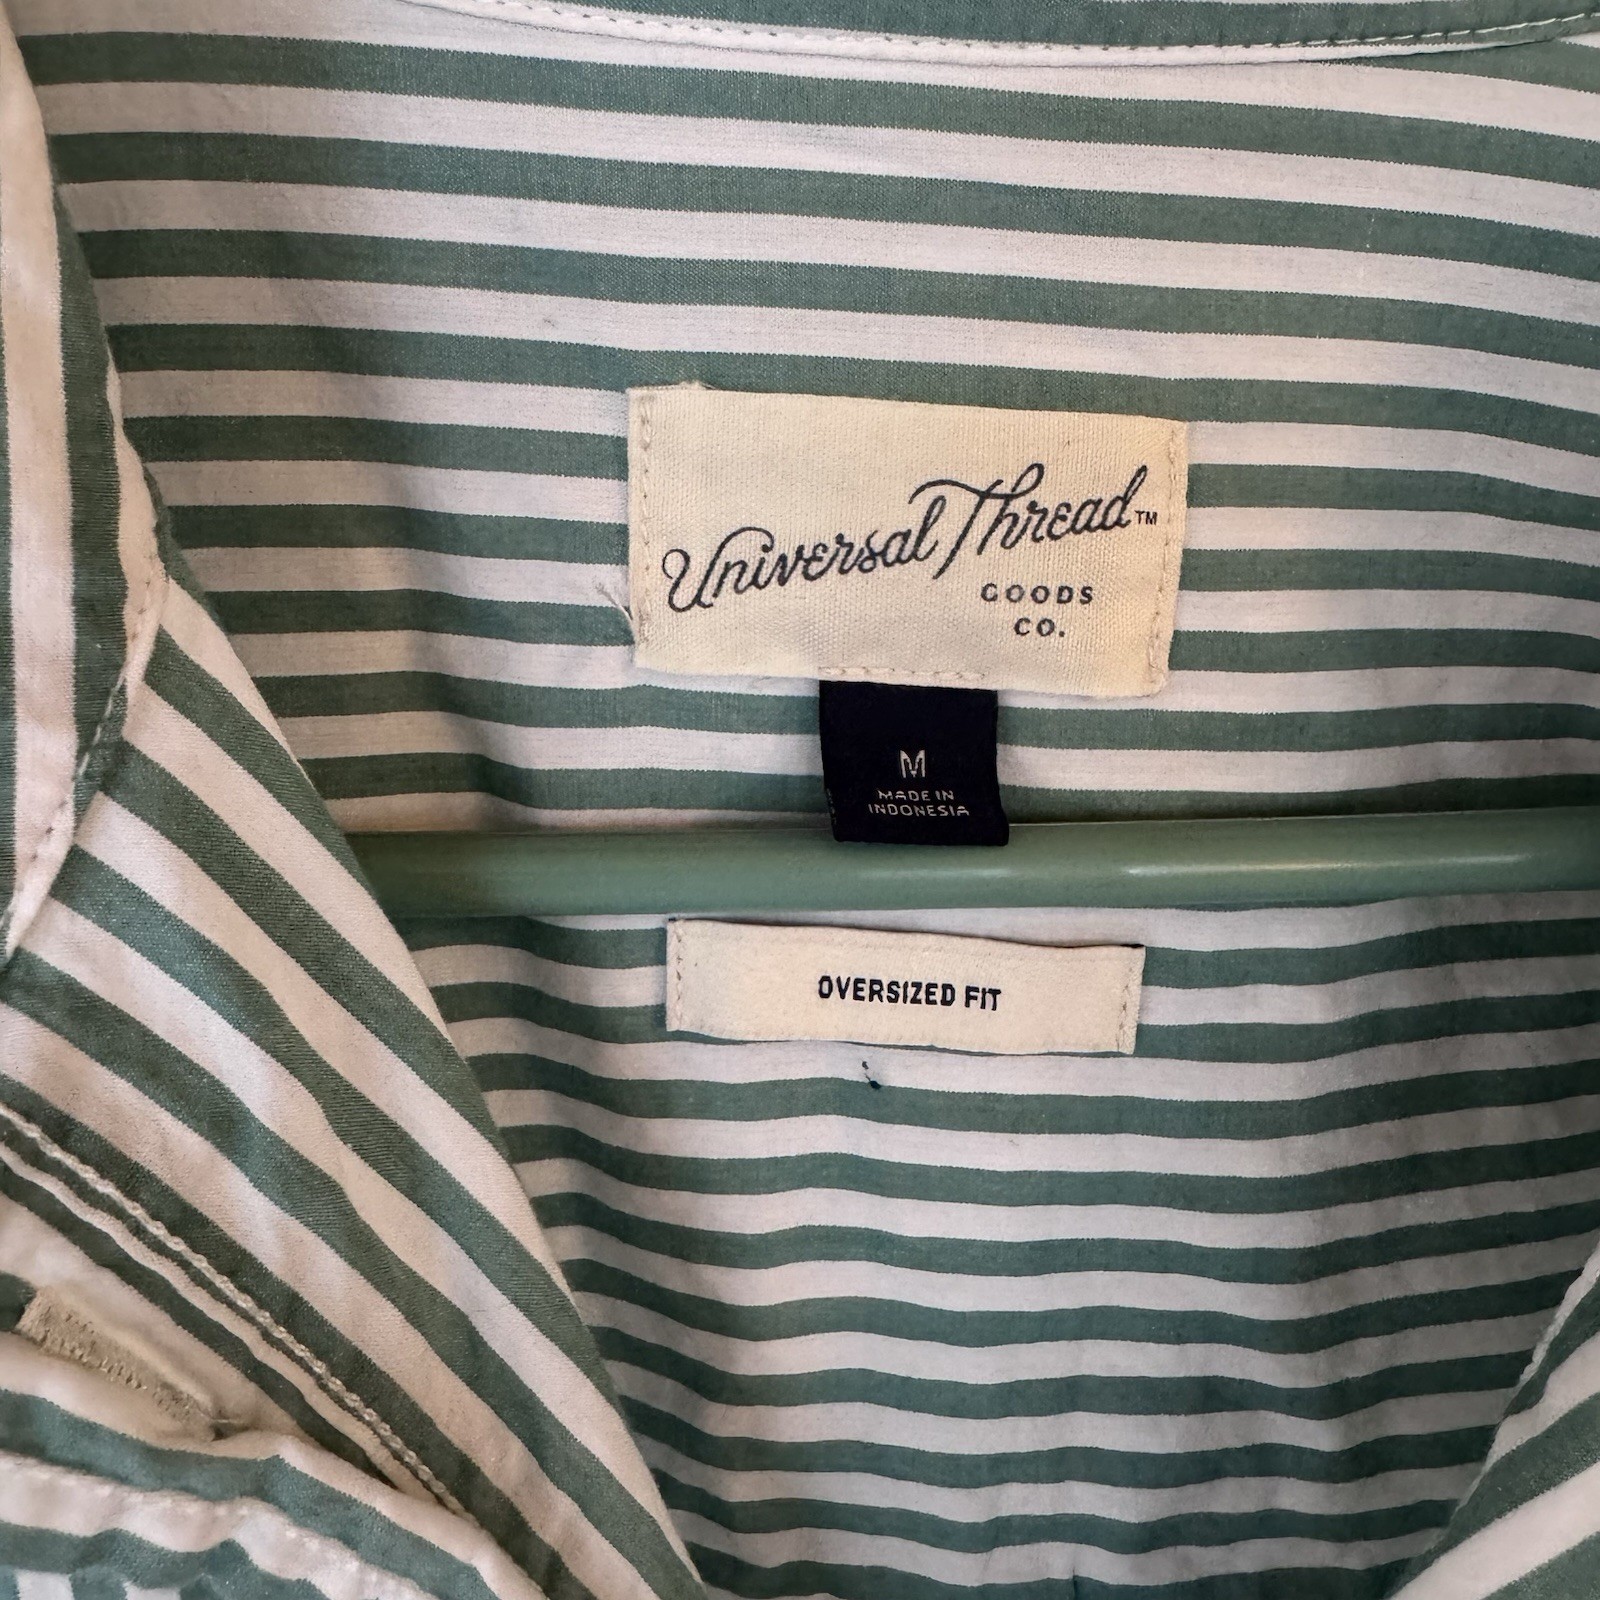 Universal Thread™
GOODS
CO.
M
MADE IN
INDONESIA
OVERSIZED FIT